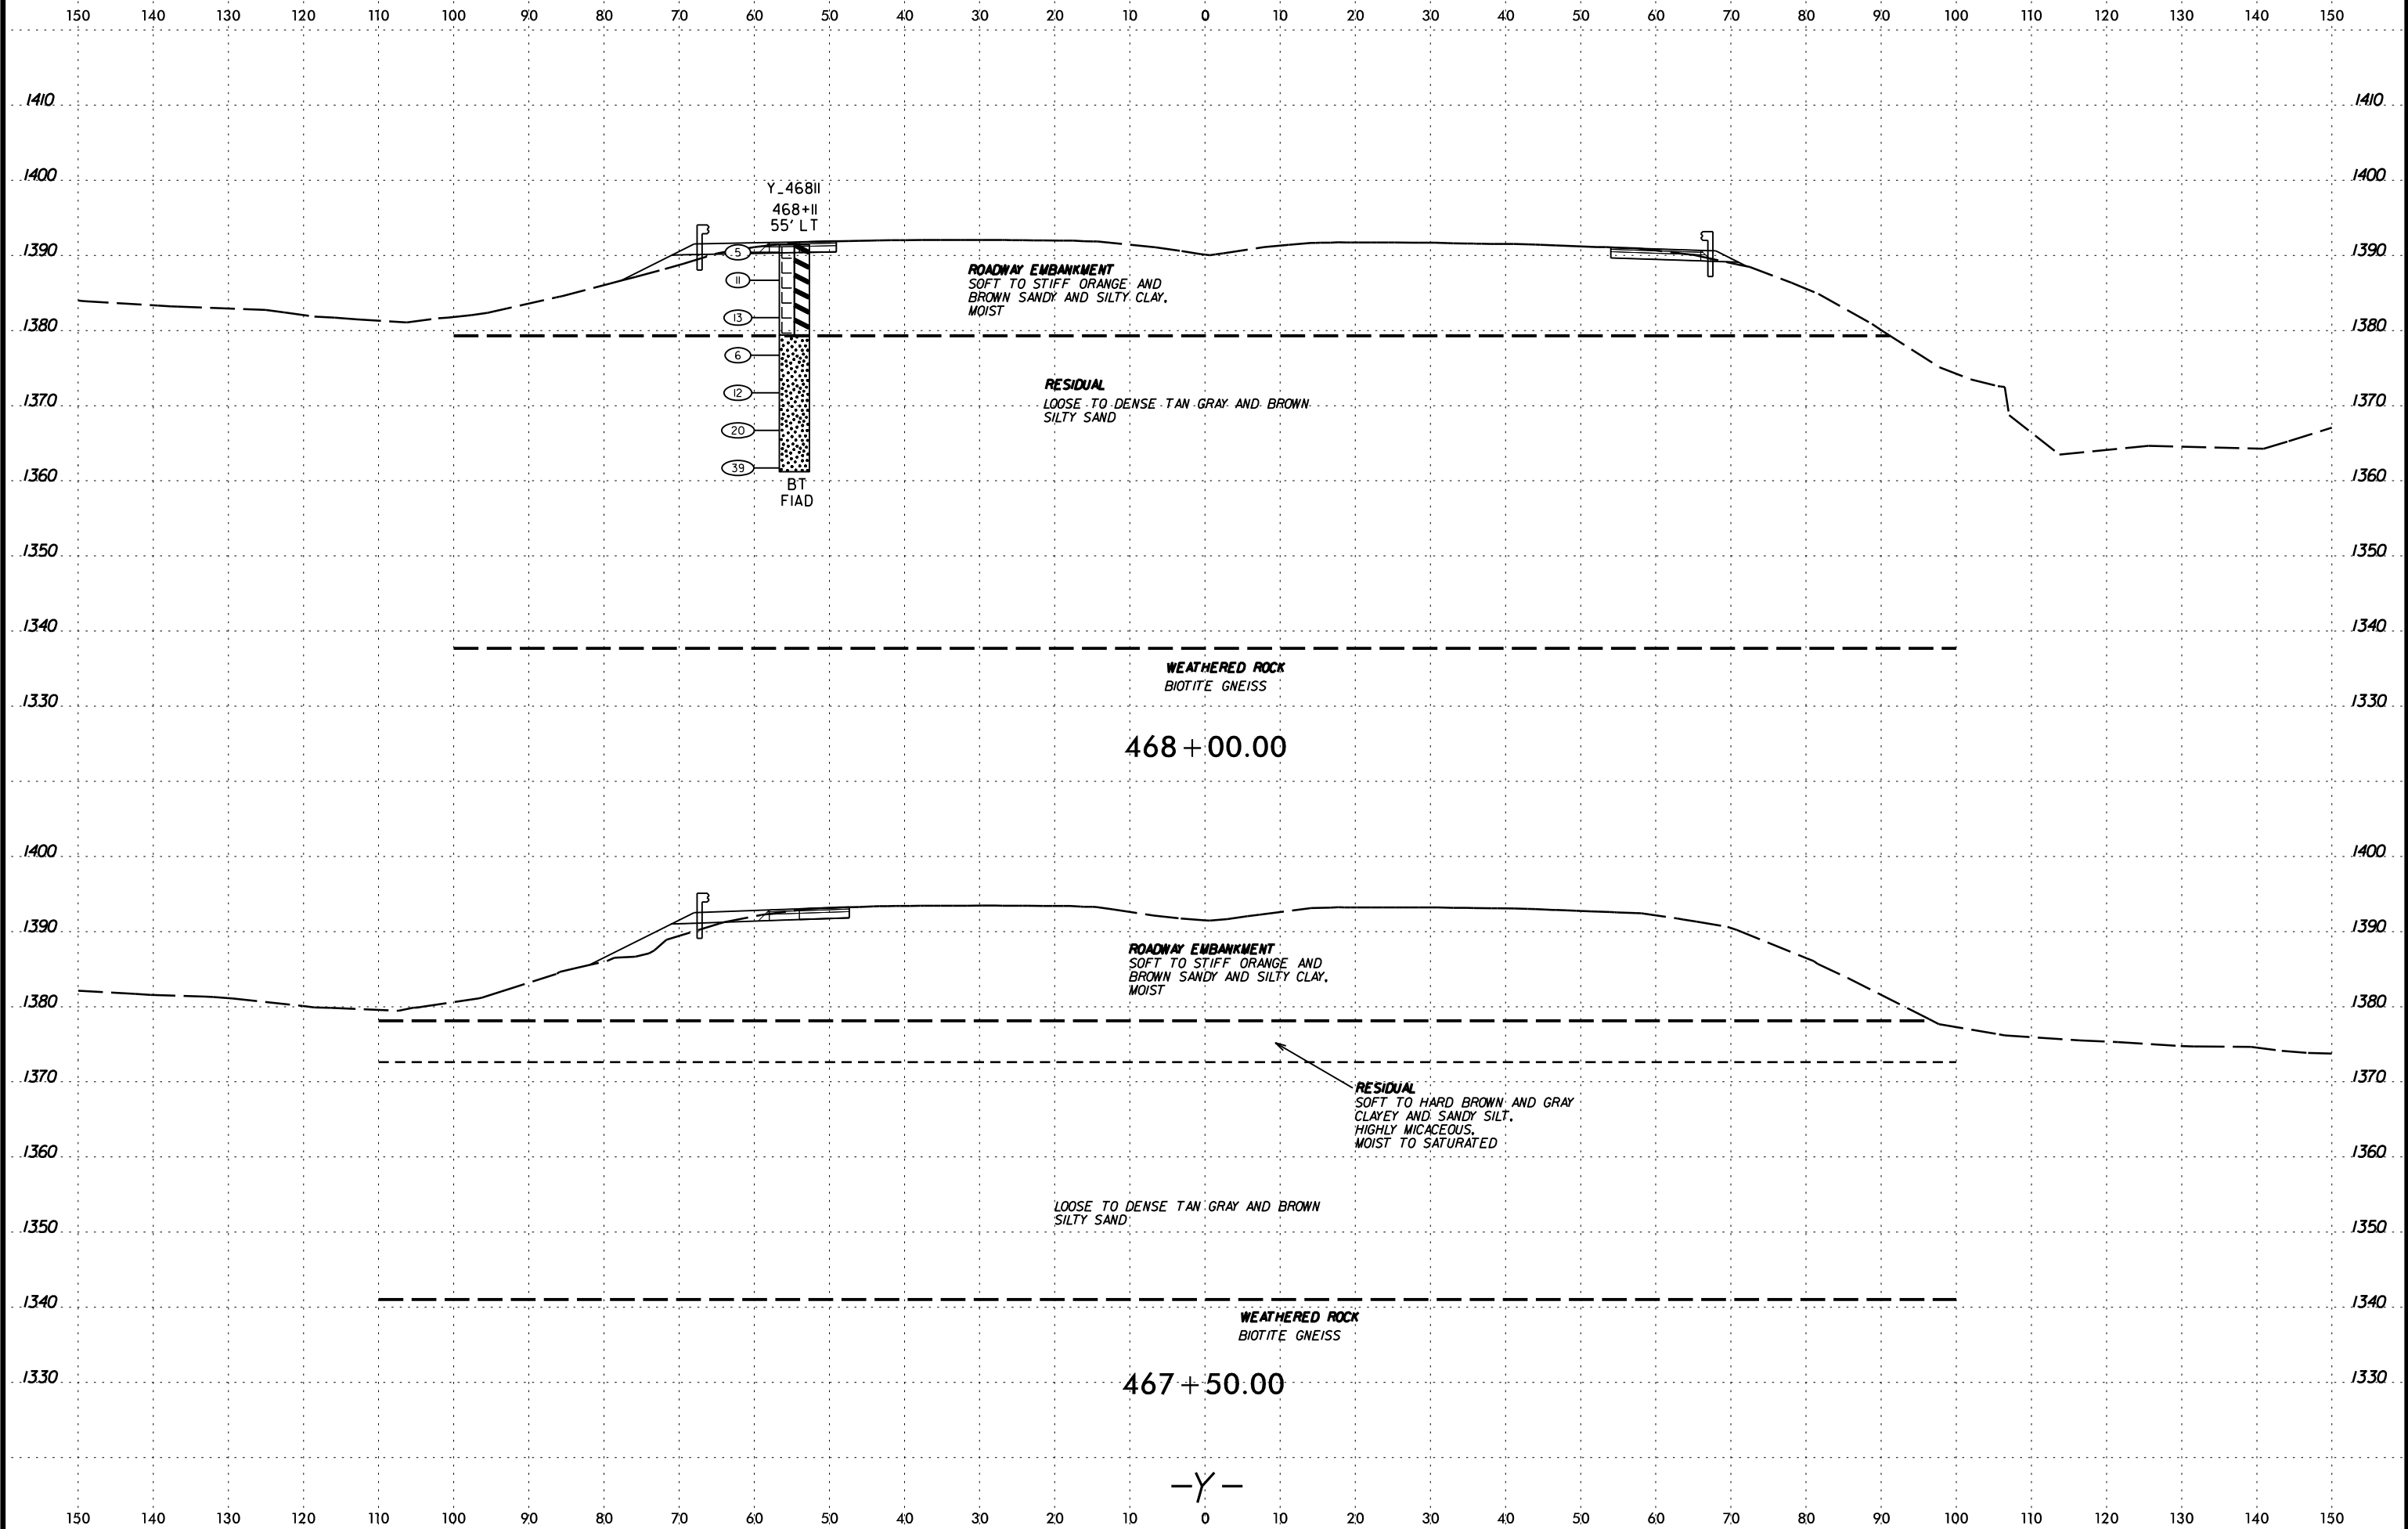 150 140 130 120 110 100 90 80 70 60 50 40 30 20 10 0 10 20 30 40 50 60 70 80 90 100 110 120 130 140 150
1410 1410
1400 1400
Y_46811
468+11
55' LT
1390 5 1390
ROADWAY EMBANKMENT
SOFT TO STIFF ORANGE AND
11
BROWN SANDY AND SILTY CLAY,
MOIST
13
1380 1380
6
RESIDUAL
12
LOOSE TO DENSE TAN GRAY AND BROWN
SILTY SAND
1370 1370
20
39
1360 1360
BT
FIAD
1350 1350
1340 1340
WEATHERED ROCK
BIOTITE GNEISS
1330 1330
468+00.00
1400 1400
1390 1390
ROADWAY EMBANKMENT
SOFT TO STIFF ORANGE AND
BROWN SANDY AND SILTY CLAY,
MOIST
1380 1380
1370 1370
RESIDUAL
SOFT TO HARD BROWN AND GRAY
CLAYEY AND SANDY SILT,
HIGHLY MICACEOUS,
MOIST TO SATURATED
1360 1360
LOOSE TO DENSE TAN GRAY AND BROWN
SILTY SAND
1350 1350
1340 1340
WEATHERED ROCK
BIOTITE GNEISS
1330 1330
467+50.00
-Y-
150 140 130 120 110 100 90 80 70 60 50 40 30 20 10 0 10 20 30 40 50 60 70 80 90 100 110 120 130 140 150